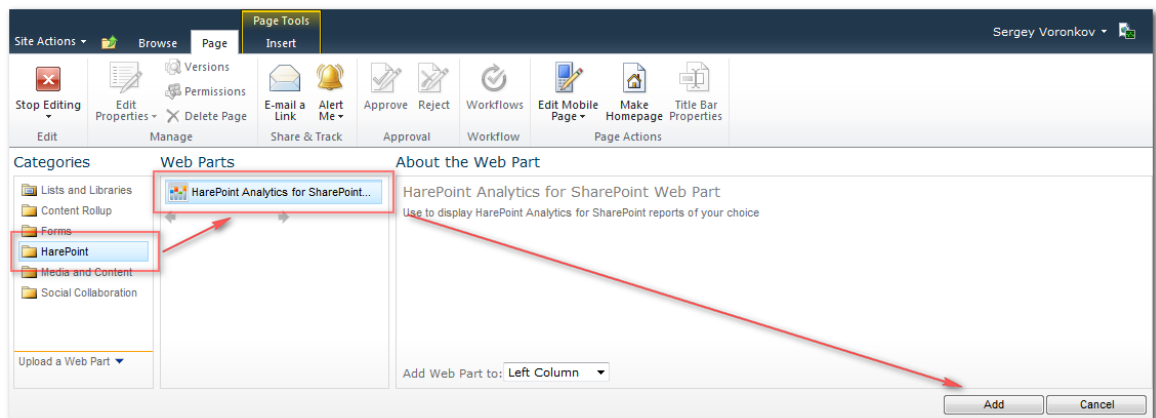 Page Tools
Site Actions
Browse
Page
Insert
Sergey Voronkov
Stop Editing
Edit
Edit Properties
Versions
Permissions
Delete Page
Manage
E-mail a Link
Alert Me
Share & Track
Approve
Reject
Approval
Workflows
Workflow
Edit Mobile Page
Make Homepage
Title Bar Properties
Page Actions
Categories
Lists and Libraries
Content Rollup
Forms
HarePoint
Media and Content
Social Collaboration
Upload a Web Part
Web Parts
HarePoint Analytics for SharePoint...
About the Web Part
HarePoint Analytics for SharePoint Web Part
Use to display HarePoint Analytics for SharePoint reports of your choice
Add Web Part to: Left Column
Add
Cancel